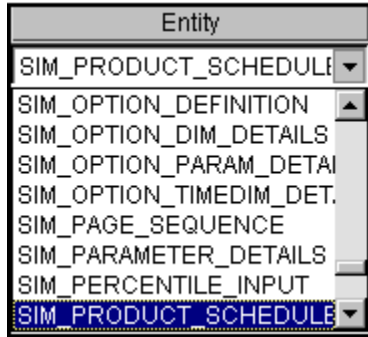 Entity
SIM_PRODUCT_SCHEDULE
SIM_OPTION_DEFINITION
SIM_OPTION_DIM_DETAILS
SIM_OPTION_PARAM_DETAI
SIM_OPTION_TIMEDIM_DET.
SIM_PAGE_SEQUENCE
SIM_PARAMETER_DETAILS
SIM_PERCENTILE_INPUT
SIM_PRODUCT_SCHEDULE